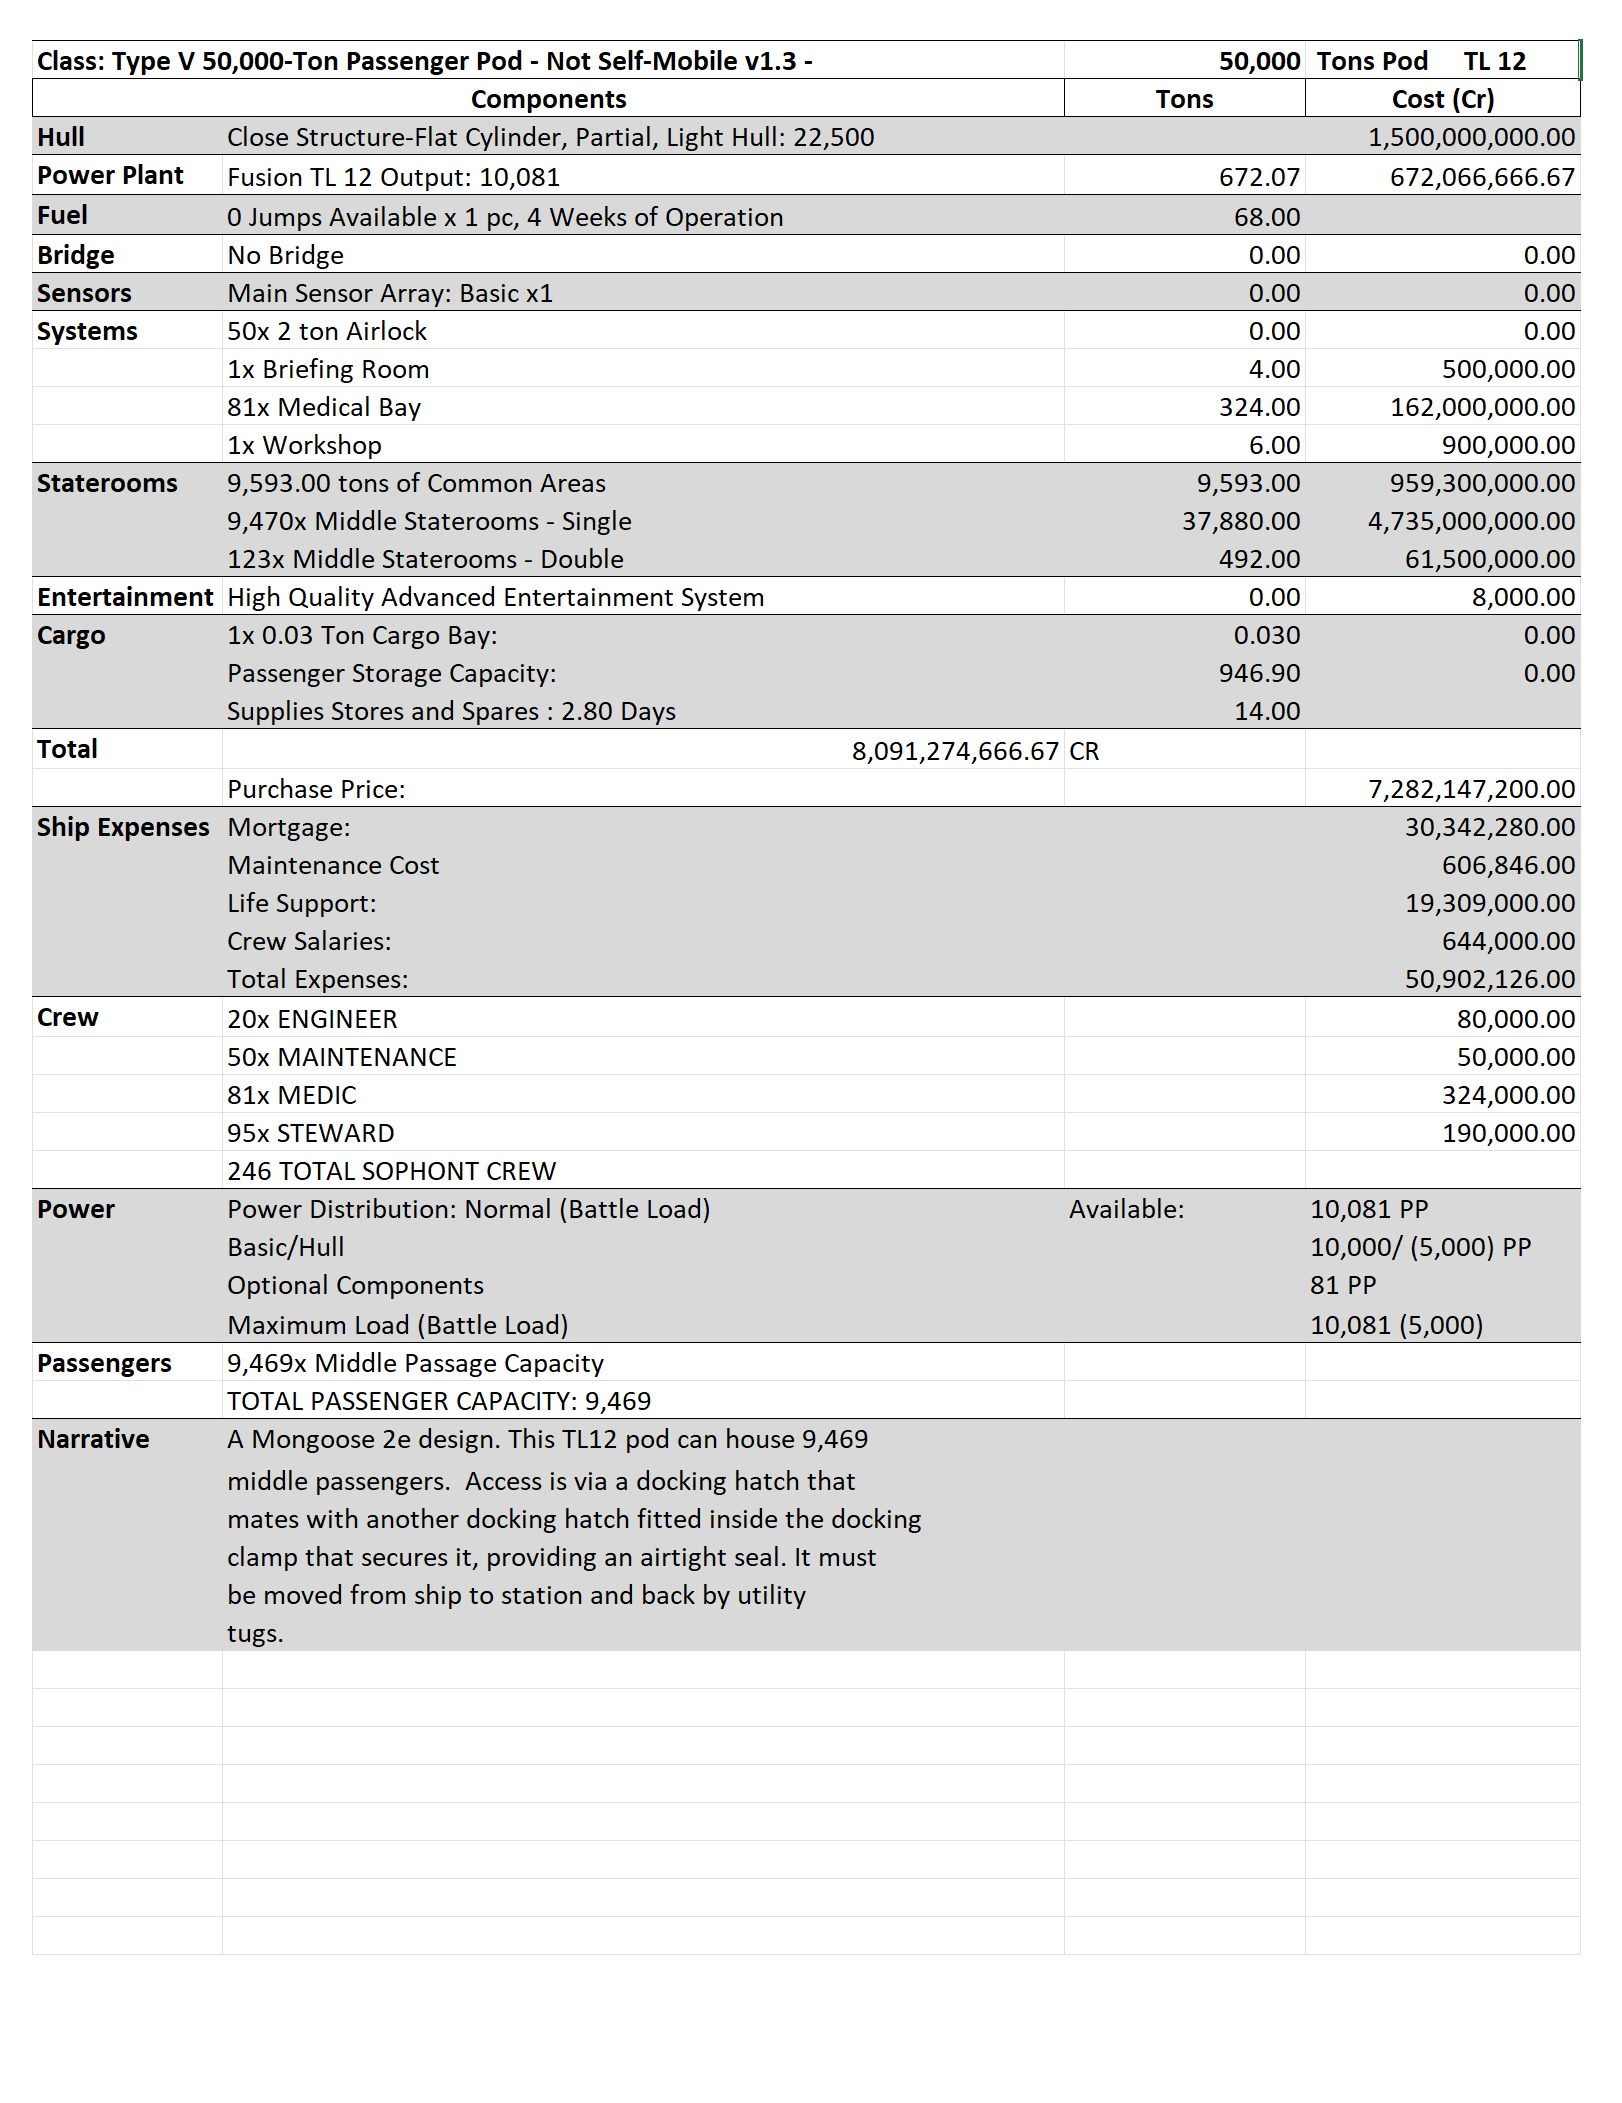 Class: Type V 50,000-Ton Passenger Pod - Not Self-Mobile v1.3 - 50,000 Tons Pod TL 12
Components Tons Cost (Cr)
Hull Close Structure-Flat Cylinder, Partial, Light Hull: 22,500 1,500,000,000.00
Power Plant Fusion TL 12 Output: 10,081 672.07 672,066,666.67
Fuel 0 Jumps Available x 1 pc, 4 Weeks of Operation 68.00
Bridge No Bridge 0.00 0.00
Sensors Main Sensor Array: Basic x1 0.00 0.00
Systems 50x 2 ton Airlock 0.00 0.00
1x Briefing Room 4.00 500,000.00
81x Medical Bay 324.00 162,000,000.00
1x Workshop 6.00 900,000.00
Staterooms 9,593.00 tons of Common Areas 9,593.00 959,300,000.00
9,470x Middle Staterooms - Single 37,880.00 4,735,000,000.00
123x Middle Staterooms - Double 492.00 61,500,000.00
Entertainment High Quality Advanced Entertainment System 0.00 8,000.00
Cargo 1x 0.03 Ton Cargo Bay: 0.030 0.00
Passenger Storage Capacity: 946.90 0.00
Supplies Stores and Spares : 2.80 Days 14.00
Total 8,091,274,666.67 CR
Purchase Price: 7,282,147,200.00
Ship Expenses Mortgage: 30,342,280.00
Maintenance Cost 606,846.00
Life Support: 19,309,000.00
Crew Salaries: 644,000.00
Total Expenses: 50,902,126.00
Crew 20x ENGINEER 80,000.00
50x MAINTENANCE 50,000.00
81x MEDIC 324,000.00
95x STEWARD 190,000.00
246 TOTAL SOPHONT CREW
Power Power Distribution: Normal (Battle Load) Available: 10,081 PP
Basic/Hull 10,000/ (5,000) PP
Optional Components 81 PP
Maximum Load (Battle Load) 10,081 (5,000)
Passengers 9,469x Middle Passage Capacity
TOTAL PASSENGER CAPACITY: 9,469
Narrative A Mongoose 2e design. This TL12 pod can house 9,469
middle passengers.  Access is via a docking hatch that
mates with another docking hatch fitted inside the docking
clamp that secures it, providing an airtight seal. It must
be moved from ship to station and back by utility
tugs.